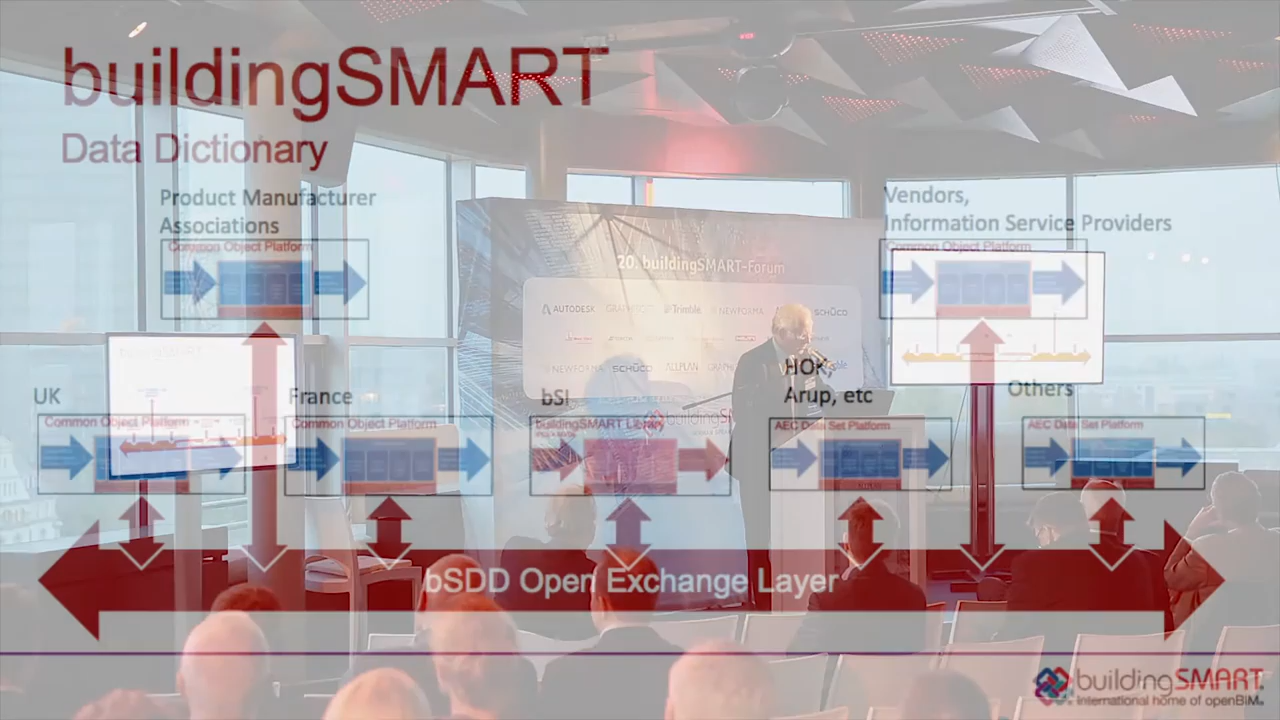 buildingSMART
Data Dictionary
Product Manufacturer
Associations
Common Object Platform
Vendors,
Information Service Providers
Common Object Platform
20. buildingSMART-Forum
AUTODESK
Trimble
NEWFORMA
SCHÜCO
NEWFORMA
SCHÜCO
ALLPLAN
UK
Common Object Platform
France
Common Object Platform
bSI
buildingSMART Library
HOK,
Arup, etc
AEC Data Set Platform
Others
AEC Data Set Platform
bSDD Open Exchange Layer
buildingSMART
International home of openBIM